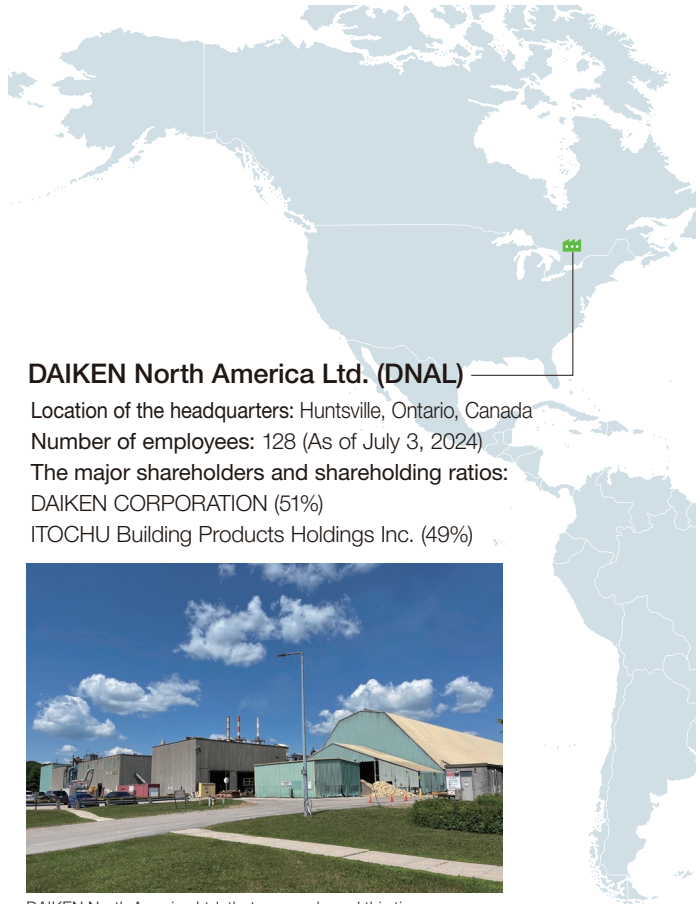 DAIKEN North America Ltd. (DNAL)
Location of the headquarters: Huntsville, Ontario, Canada
Number of employees: 128 (As of July 3, 2024)
The major shareholders and shareholding ratios:
DAIKEN CORPORATION (51%)
ITOCHU Building Products Holdings Inc. (49%)